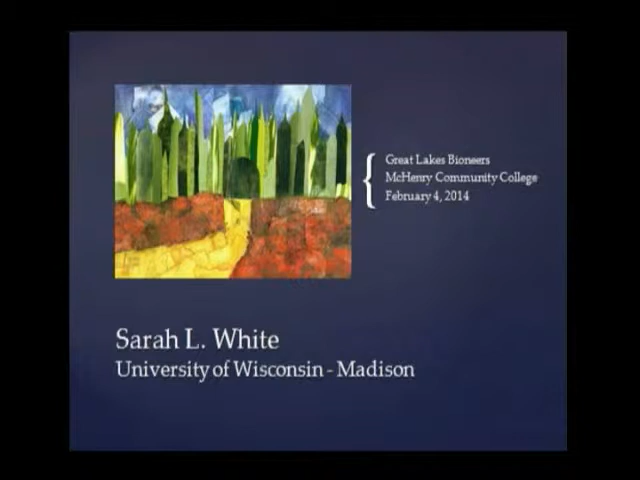 Great Lakes Bioneers
McHenry Community College
February 4, 2014
Sarah L. White
University of Wisconsin - Madison